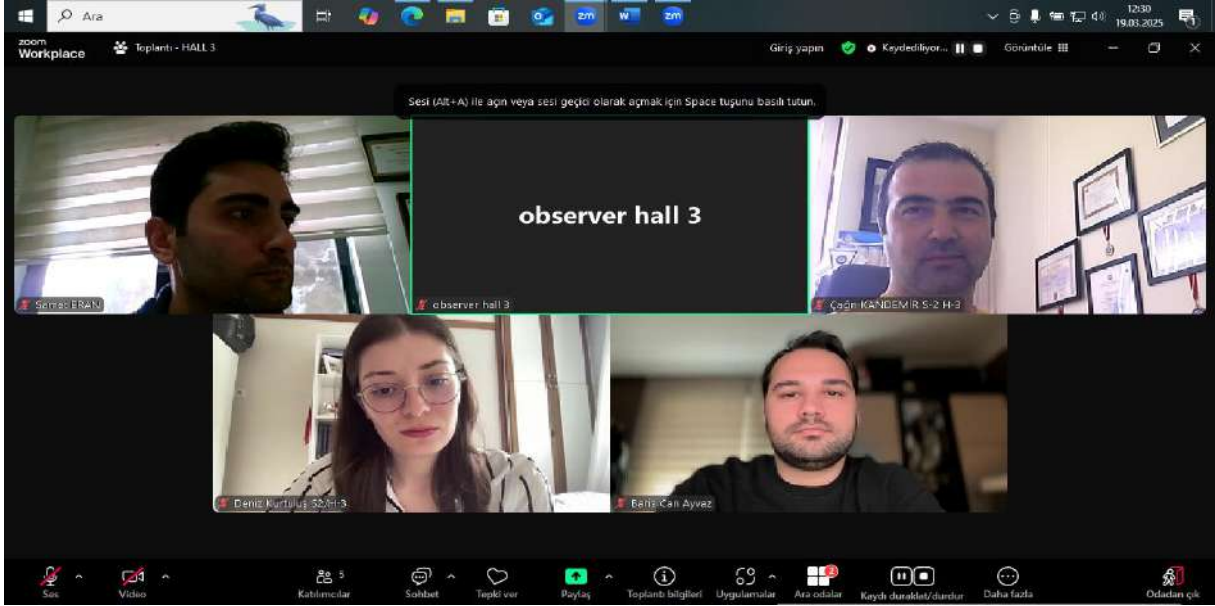 Ara
W
zm
12:30
19.03.2025
zoom
Workplace
Toplantı - HALL 3
Giriş yapın
Kaydediliyor...
Görüntüle
Sesi (Alt+A) ile açın veya sesi geçici olarak açmak için Space tuşunu basılı tutun.
observer hall 3
ERAN
observer hall 3
Çağrı KANDEMİR S-2 H-3
Deniz Kurtuluş S2/H-3
Barış Can Ayvaz
Ses
Video
5
Katılımcılar
Sohbet
Tepki ver
Paylaş
Toplantı bilgileri
Uygulamalar
2
Ara odalar
Kaydı duraklat/durdur
Daha fazla
Odadan çık